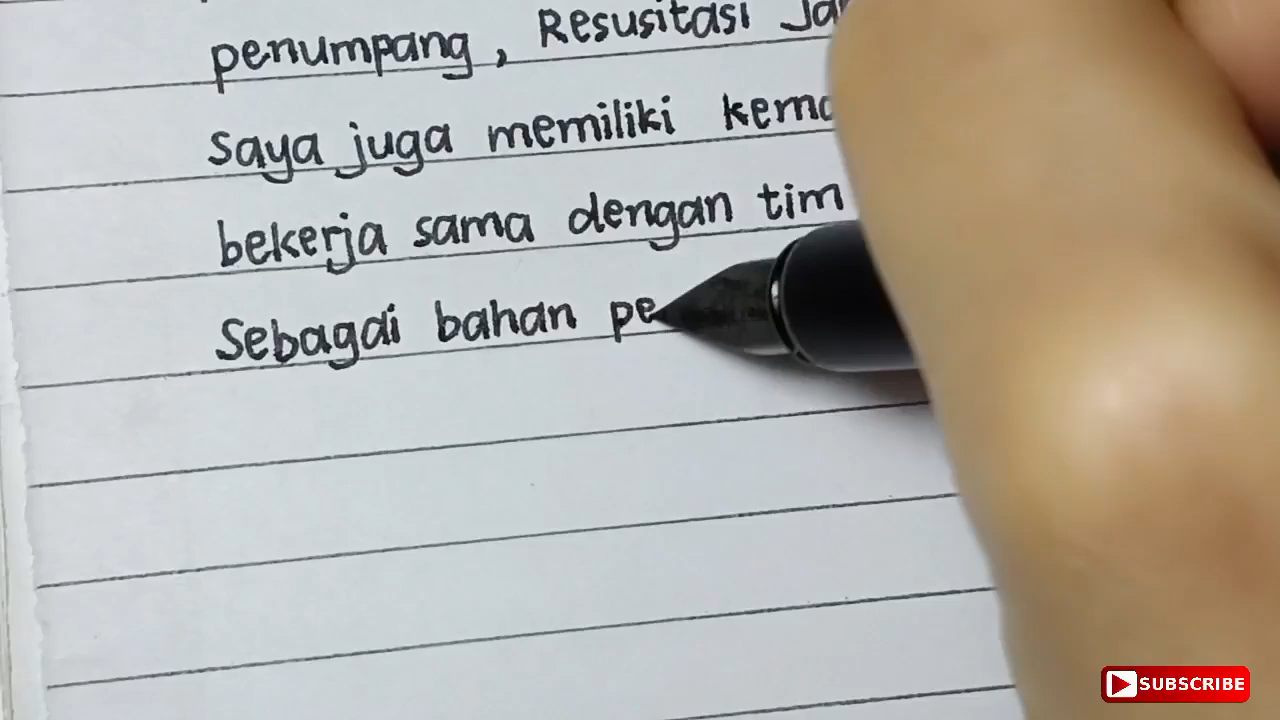 penumpang, Resusitasi
saya juga memiliki
bekerja sama dengan tim
Sebagai bahan
SUBSCRIBE